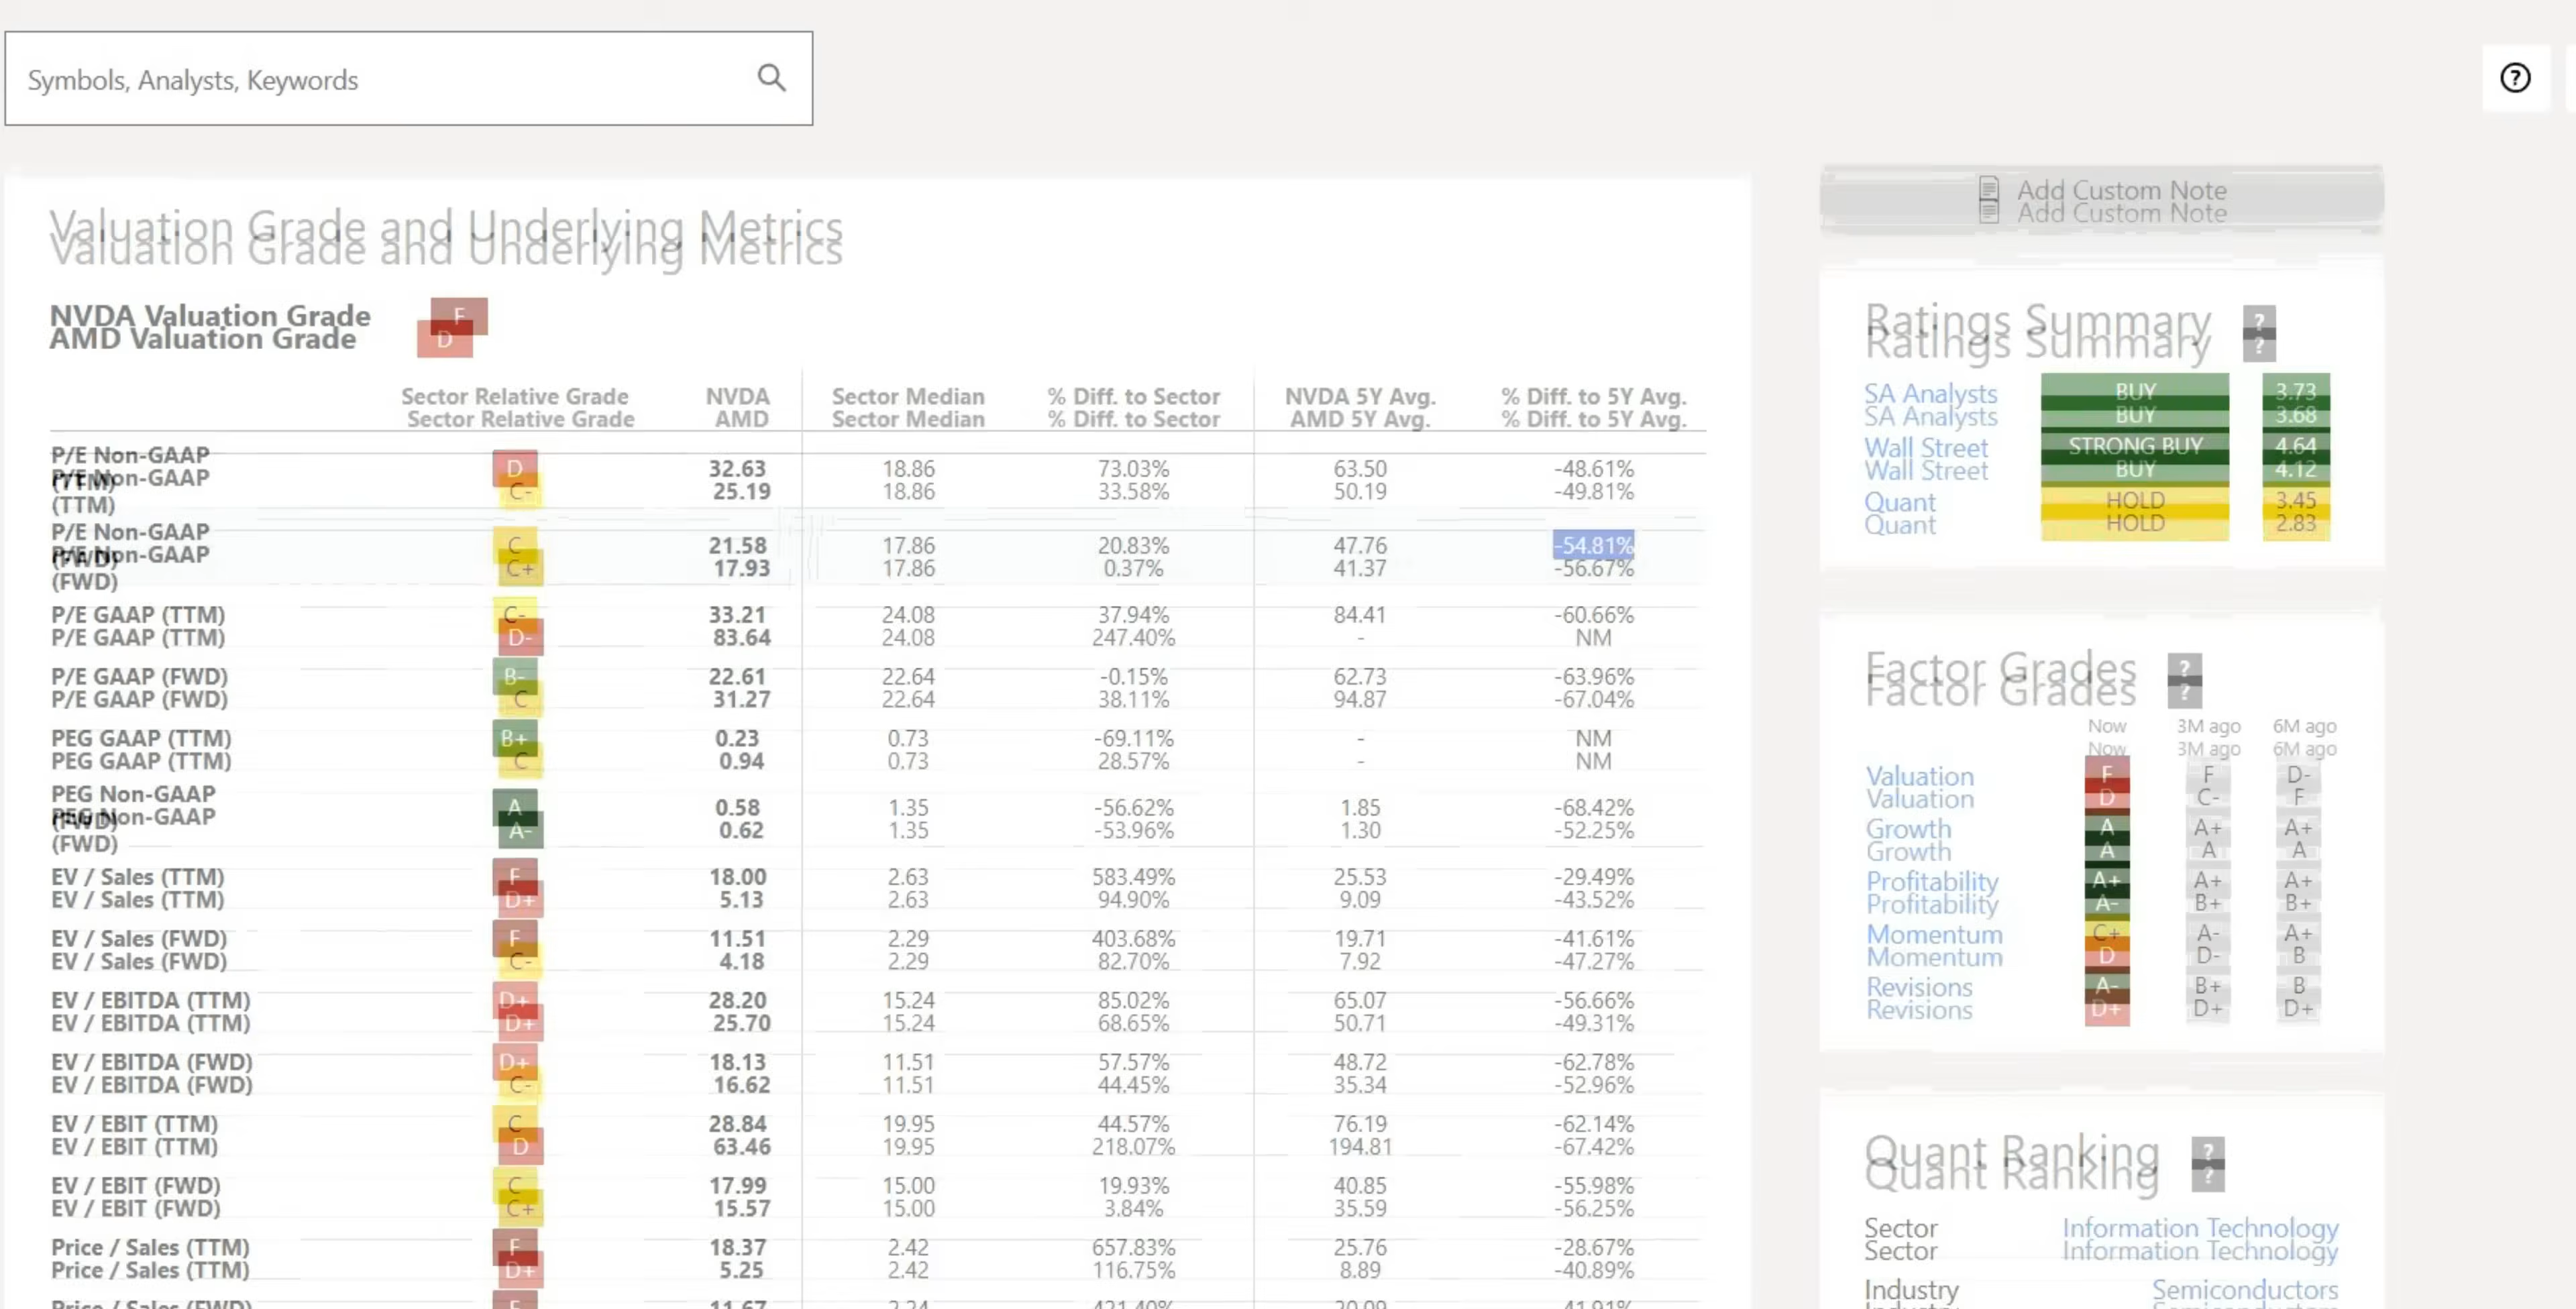 Symbols, Analysts, Keywords
Add Custom Note
Add Custom Note
Valuation Grade and Underlying Metrics
Valuation Grade and Underlying Metrics
NVDA Valuation Grade F
AMD Valuation Grade D
Sector Relative Grade NVDA Sector Median % Diff. to Sector NVDA 5Y Avg. % Diff. to 5Y Avg.
Sector Relative Grade AMD Sector Median % Diff. to Sector AMD 5Y Avg. % Diff. to 5Y Avg.
P/E Non-GAAP (TTM) D 32.63 18.86 73.03% 63.50 -48.61%
P/E Non-GAAP (TTM) C- 25.19 18.86 33.58% 50.19 -49.81%
P/E Non-GAAP (FWD) C 21.58 17.86 20.83% 47.76 -54.81%
P/E Non-GAAP (FWD) C+ 17.93 17.86 0.37% 41.37 -56.67%
P/E GAAP (TTM) C- 33.21 24.08 37.94% 84.41 -60.66%
P/E GAAP (TTM) D- 83.64 24.08 247.40% - NM
P/E GAAP (FWD) B- 22.61 22.64 -0.15% 62.73 -63.96%
P/E GAAP (FWD) C 31.27 22.64 38.11% 94.87 -67.04%
PEG GAAP (TTM) B+ 0.23 0.73 -69.11% - NM
PEG GAAP (TTM) C 0.94 0.73 28.57% - NM
PEG Non-GAAP (FWD) A 0.58 1.35 -56.62% 1.85 -68.42%
PEG Non-GAAP (FWD) A- 0.62 1.35 -53.96% 1.30 -52.25%
EV / Sales (TTM) F 18.00 2.63 583.49% 25.53 -29.49%
EV / Sales (TTM) D+ 5.13 2.63 94.90% 9.09 -43.52%
EV / Sales (FWD) F 11.51 2.29 403.68% 19.71 -41.61%
EV / Sales (FWD) C- 4.18 2.29 82.70% 7.92 -47.27%
EV / EBITDA (TTM) D+ 28.20 15.24 85.02% 65.07 -56.66%
EV / EBITDA (TTM) D+ 25.70 15.24 68.65% 50.71 -49.31%
EV / EBITDA (FWD) D+ 18.13 11.51 57.57% 48.72 -62.78%
EV / EBITDA (FWD) C- 16.62 11.51 44.45% 35.34 -52.96%
EV / EBIT (TTM) C 28.84 19.95 44.57% 76.19 -62.14%
EV / EBIT (TTM) D 63.46 19.95 218.07% 194.81 -67.42%
EV / EBIT (FWD) C 17.99 15.00 19.93% 40.85 -55.98%
EV / EBIT (FWD) C+ 15.57 15.00 3.84% 35.59 -56.25%
Price / Sales (TTM) F 18.37 2.42 657.83% 25.76 -28.67%
Price / Sales (TTM) D+ 5.25 2.42 116.75% 8.89 -40.89%
Price / Sales (FWD)
Ratings Summary ?
Ratings Summary ?
SA Analysts BUY 3.73
SA Analysts BUY 3.68
Wall Street STRONG BUY 4.64
Wall Street BUY 4.12
Quant HOLD 3.45
Quant HOLD 2.83
Factor Grades ?
Factor Grades ?
Now 3M ago 6M ago
Now 3M ago 6M ago
Valuation F F D-
Valuation D C- F
Growth A A+ A+
Growth A A A
Profitability A+ A+ A+
Profitability A- B+ B+
Momentum C+ A- A+
Momentum D D- B
Revisions A- B+ B
Revisions D+ D+ D+
Quant Ranking ?
Quant Ranking ?
Sector Information Technology
Sector Information Technology
Industry Semiconductors